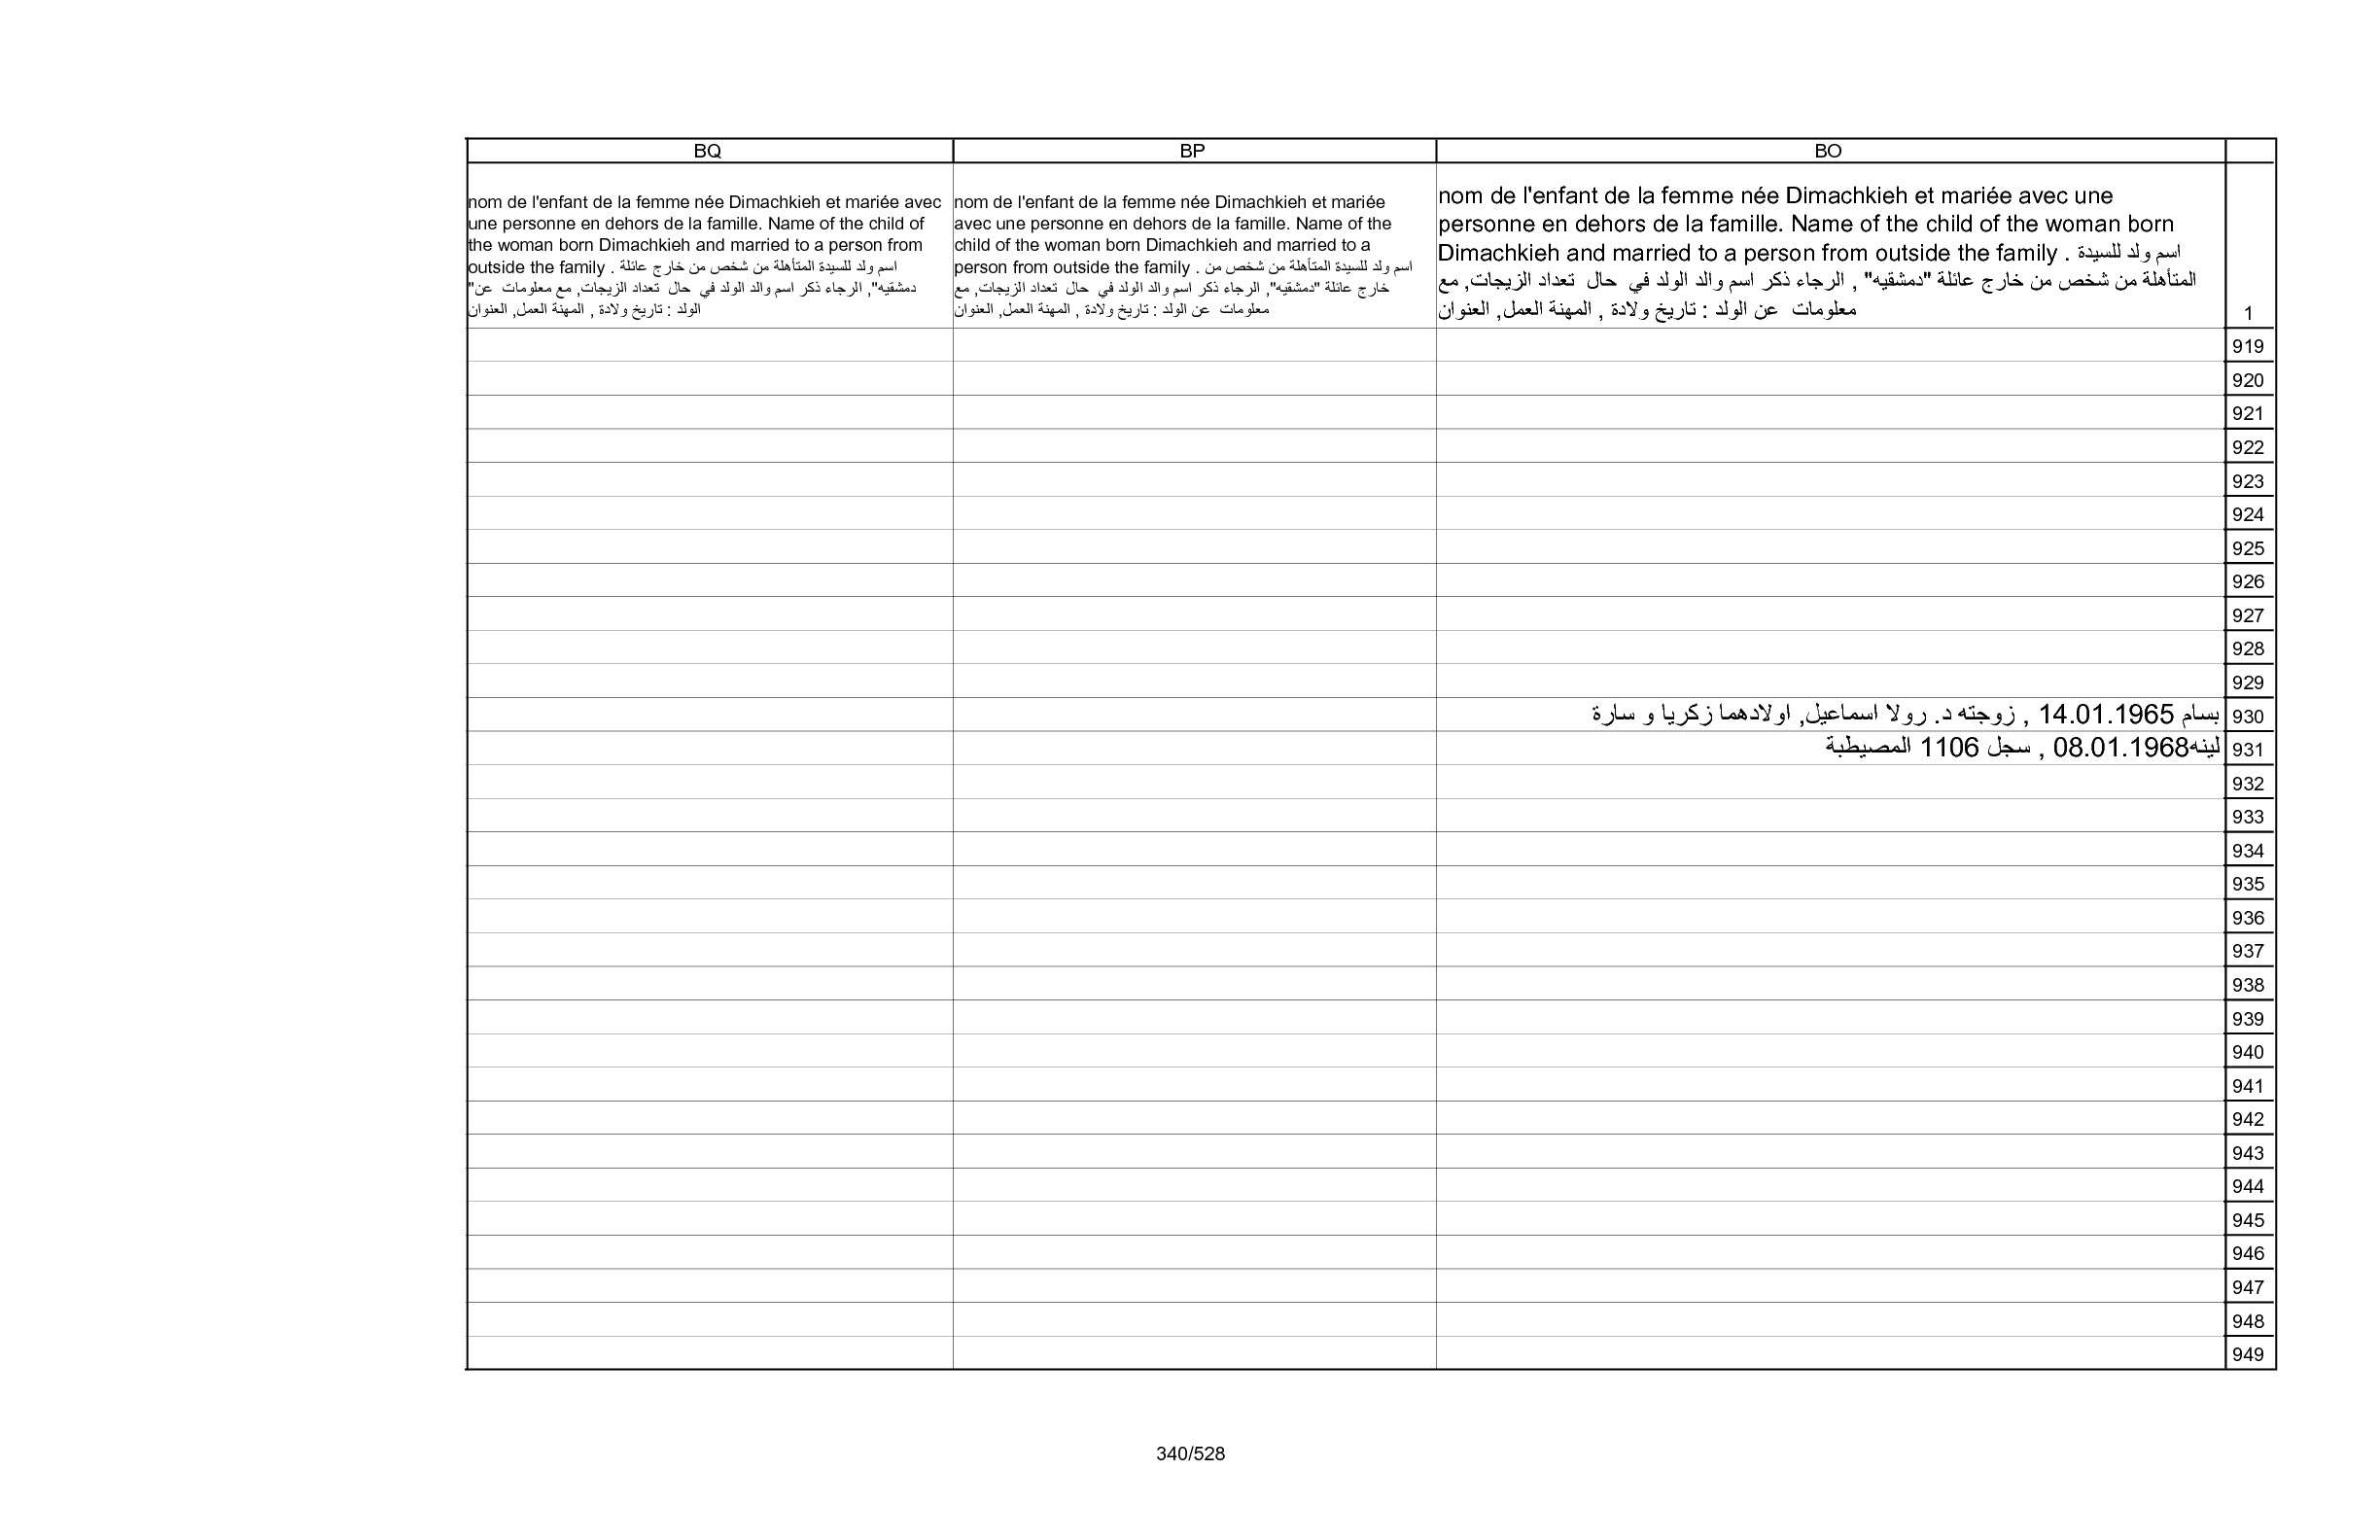 BQ BP BO
nom de l'enfant de la femme née Dimachkieh et mariée avec une
personne en dehors de la famille. Name of the child of the woman born
Dimachkieh and married to a person from outside the family . اسم ولد للسيدة
المتأهلة من شخص من خارج عائلة "دمشقيه" , الرجاء ذكر اسم والد الولد في حال تعداد الزيجات, مع
معلومات عن الولد : تاريخ ولادة , المهنة العمل, العنوان
nom de l'enfant de la femme née Dimachkieh et mariée
avec une personne en dehors de la famille. Name of the
child of the woman born Dimachkieh and married to a
person from outside the family . اسم ولد للسيدة المتأهلة من شخص من
خارج عائلة "دمشقيه", الرجاء ذكر اسم والد الولد في حال تعداد الزيجات, مع
معلومات عن الولد : تاريخ ولادة , المهنة العمل, العنوان
nom de l'enfant de la femme née Dimachkieh et mariée avec
une personne en dehors de la famille. Name of the child of
the woman born Dimachkieh and married to a person from
outside the family . اسم ولد للسيدة المتأهلة من شخص من خارج عائلة
"دمشقيه", الرجاء ذكر اسم والد الولد في حال تعداد الزيجات, مع معلومات عن
الولد : تاريخ ولادة , المهنة العمل, العنوان
1
919
920
921
922
923
924
925
926
927
928
929
930 بسام 14.01.1965 , زوجته د. رولا اسماعيل, اولادهما زكريا و سارة
931 لينه08.01.1968 , سجل 1106 المصيطبة
932
933
934
935
936
937
938
939
940
941
942
943
944
945
946
947
948
949
340/528